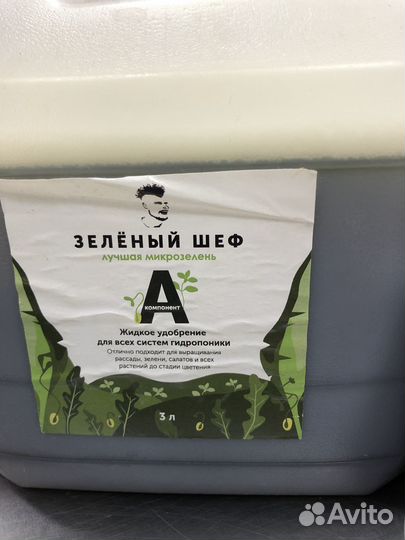 ЗЕЛЁНЫЙ ШЕФ
лучшая микрозелень
А
КОМПОНЕНТ
Жидкое удобрение
для всех систем гидропоники
Отлично подходит для выращивания
рассады, зелени, салатов и всех
растений до стадии цветения
3 л
Avito